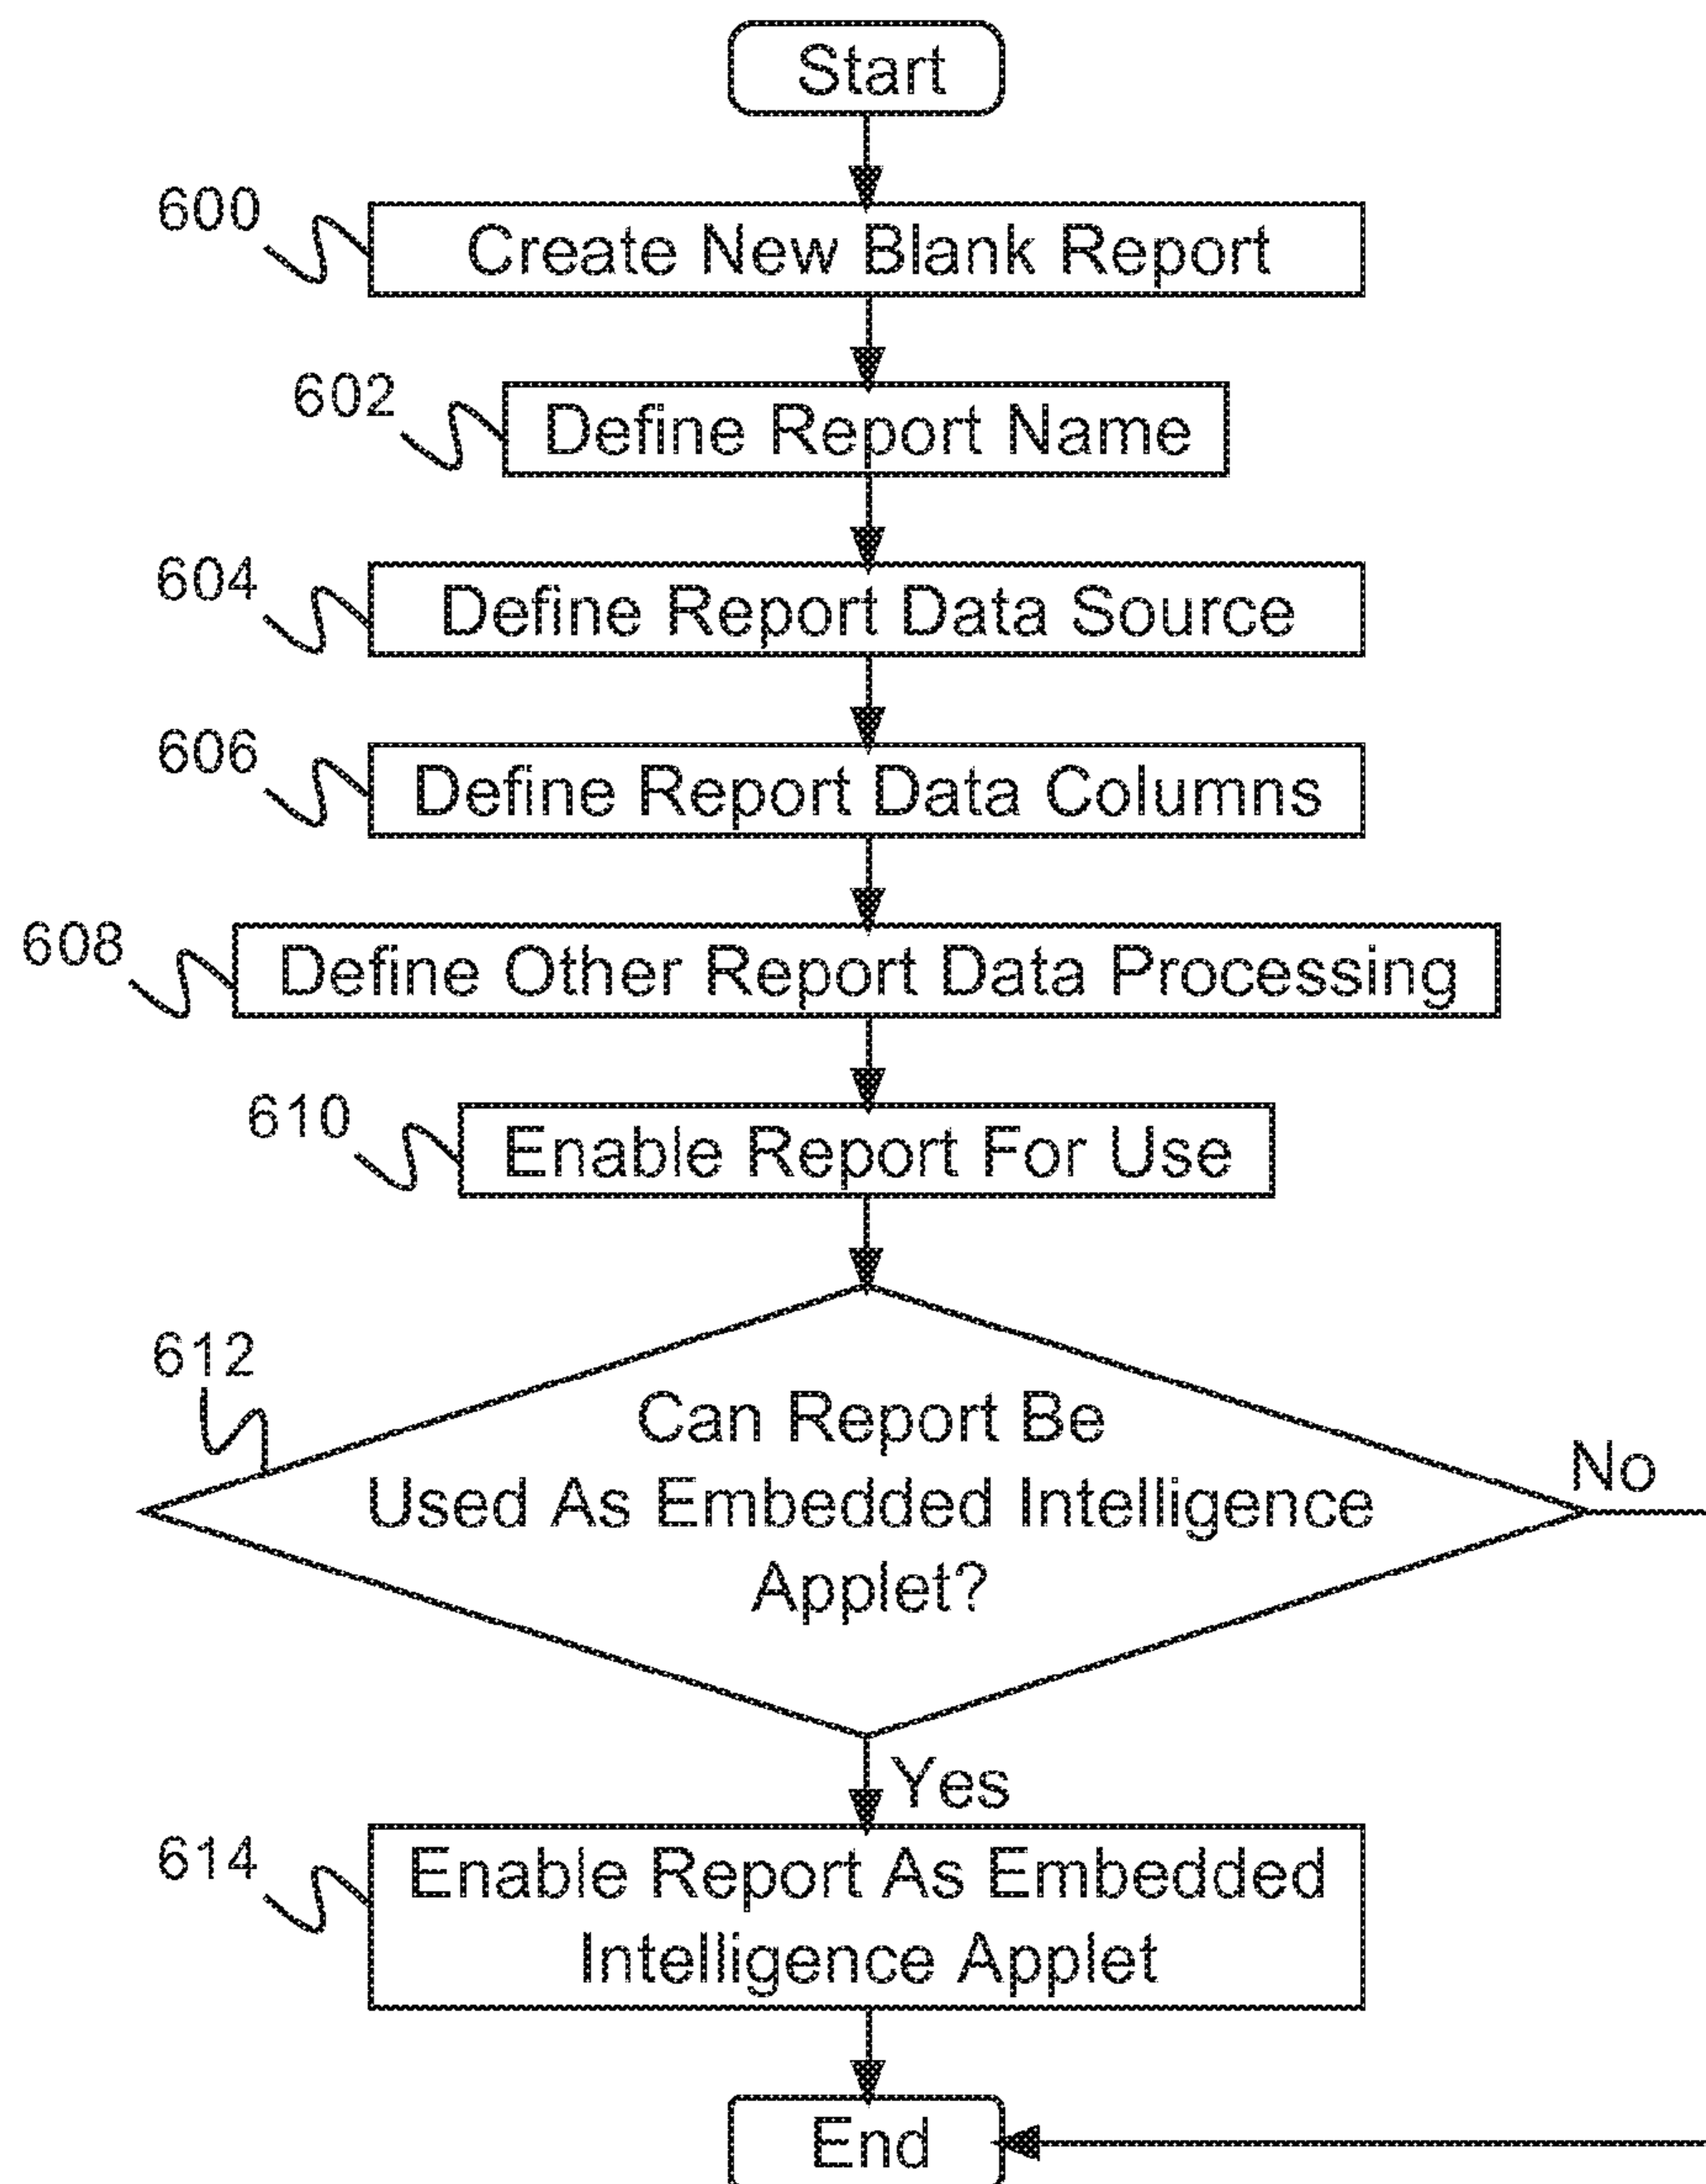 Start
600
Create New Blank Report
602
Define Report Name
604
Define Report Data Source
606
Define Report Data Columns
608
Define Other Report Data Processing
610
Enable Report For Use
612
Can Report Be
Used As Embedded Intelligence
Applet?
No
Yes
614
Enable Report As Embedded
Intelligence Applet
End